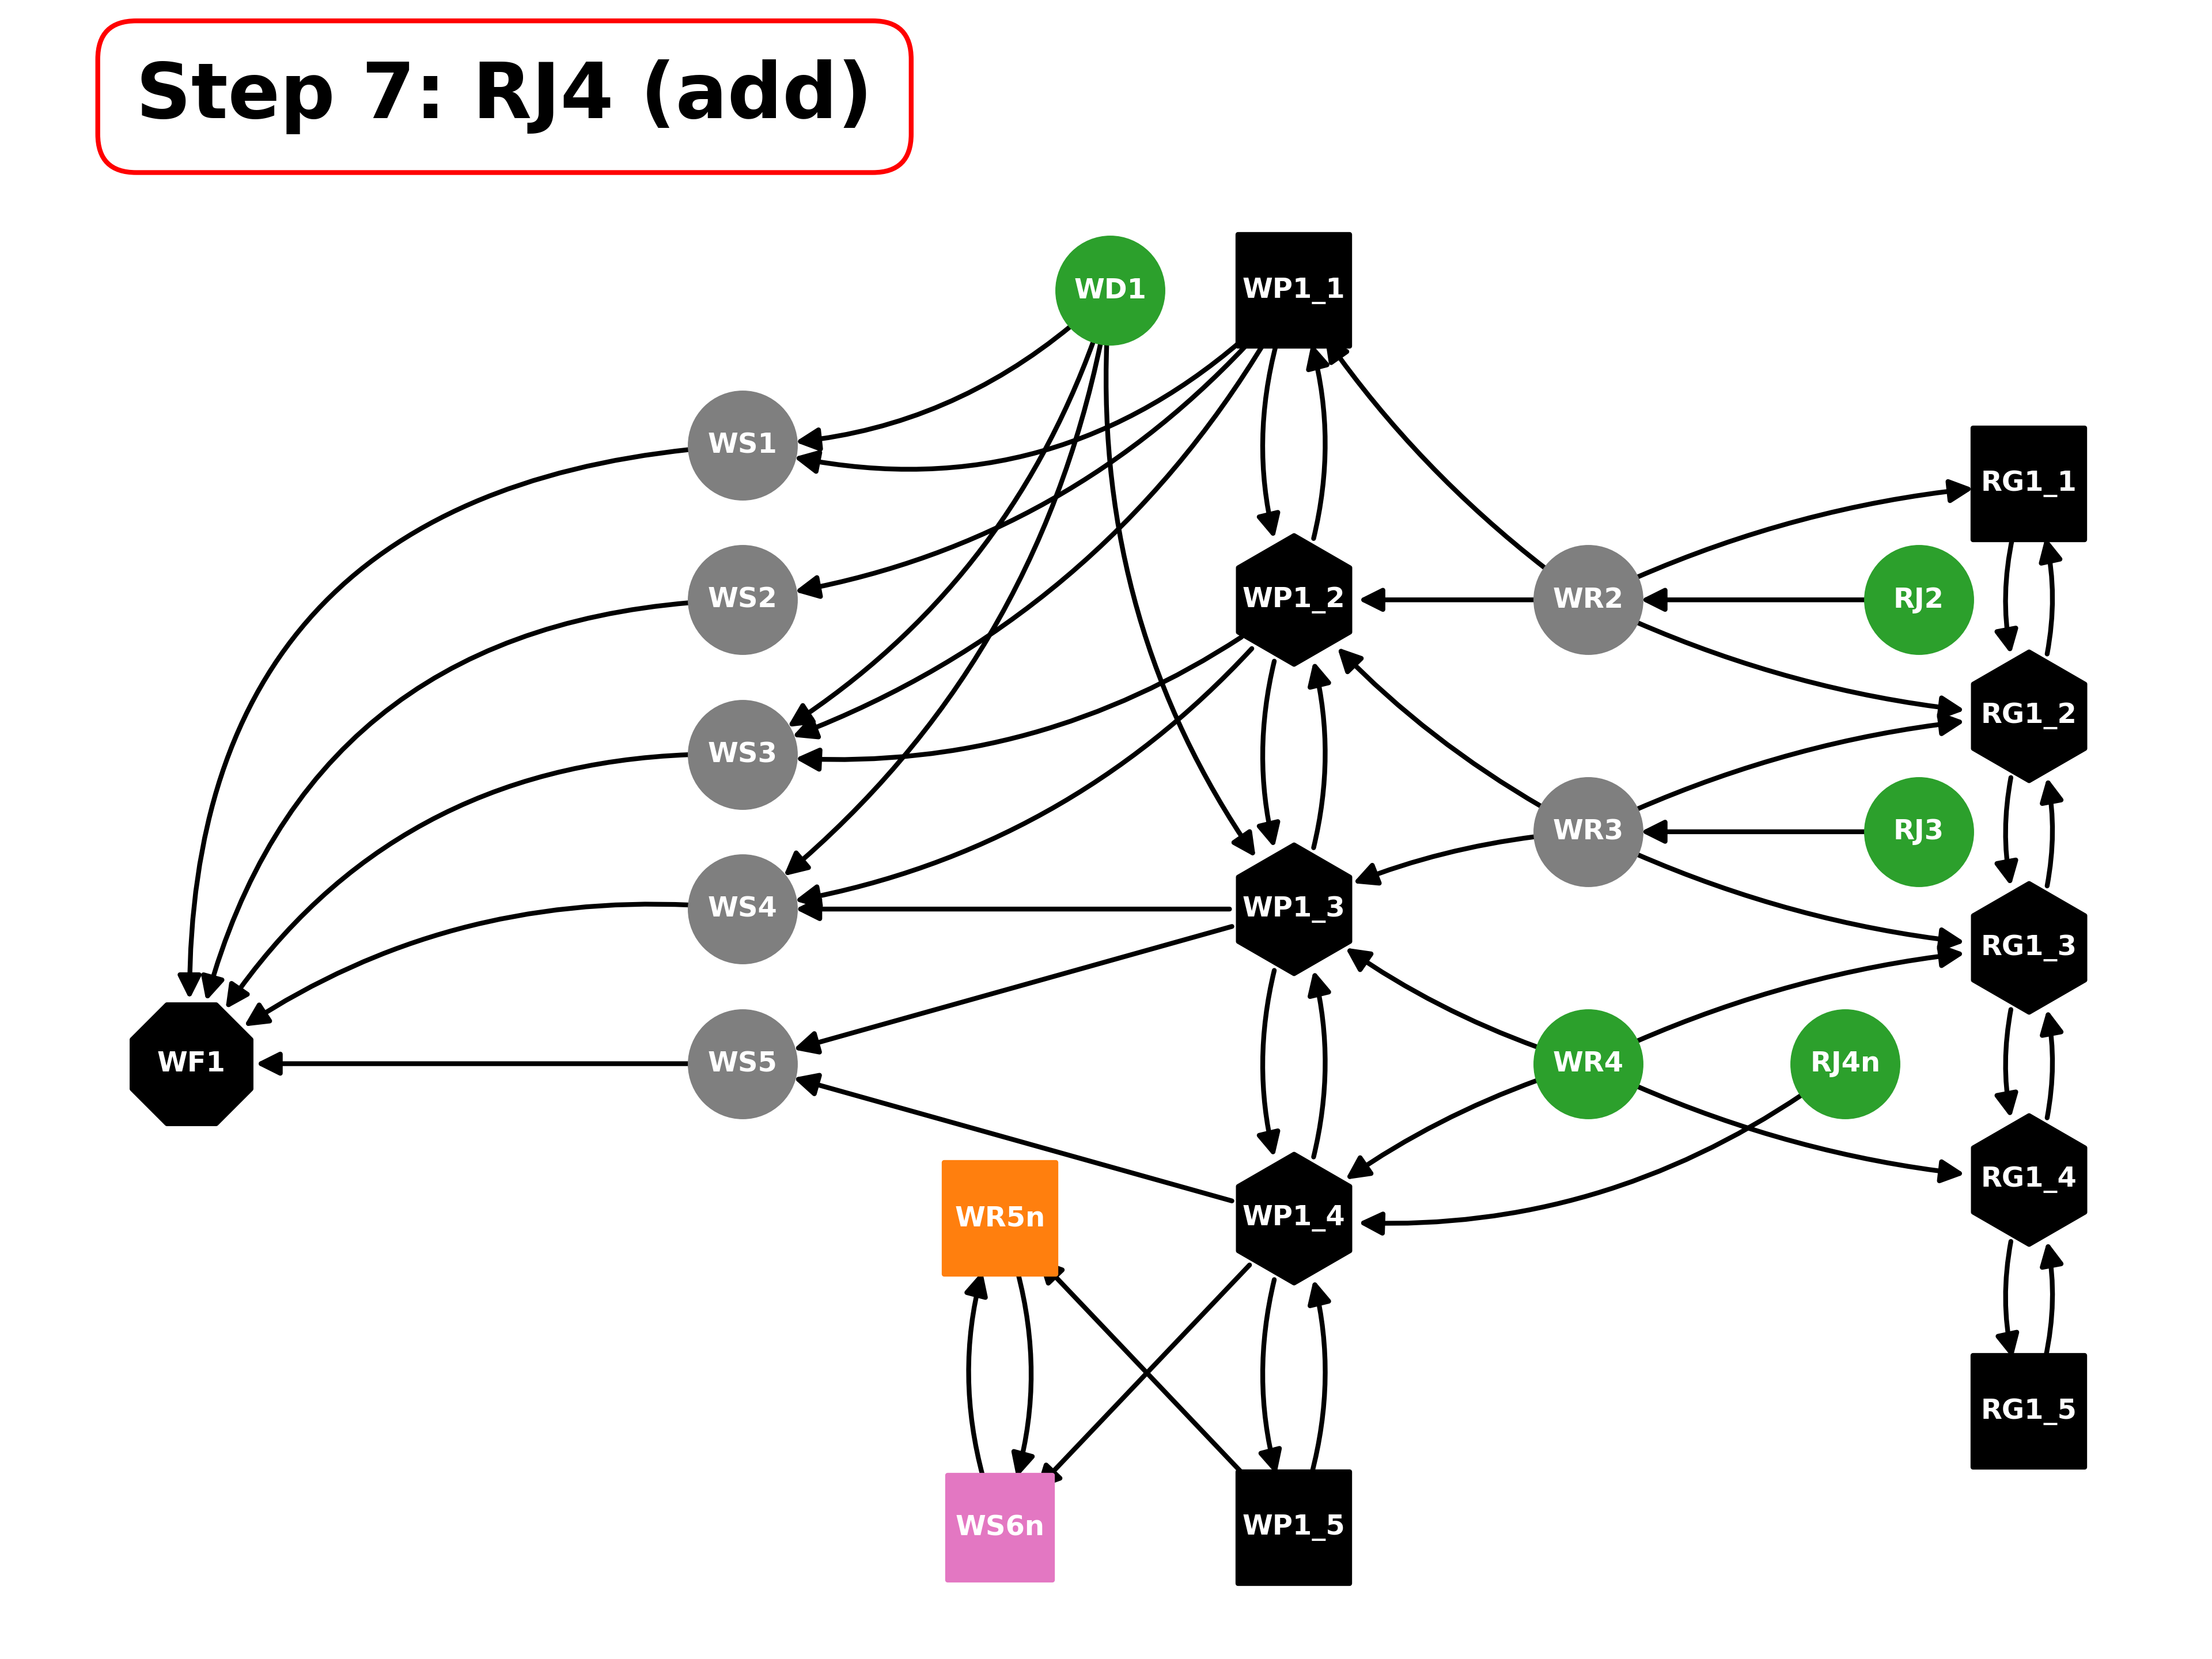 Step 7: RJ4 (add)
WD1
WP1_1
WS1
RG1_1
WS2
WP1_2
WR2
RJ2
RG1_2
WS3
WR3
RJ3
WS4
WP1_3
RG1_3
WF1
WS5
WR4
RJ4n
RG1_4
WR5n
WP1_4
RG1_5
WS6n
WP1_5